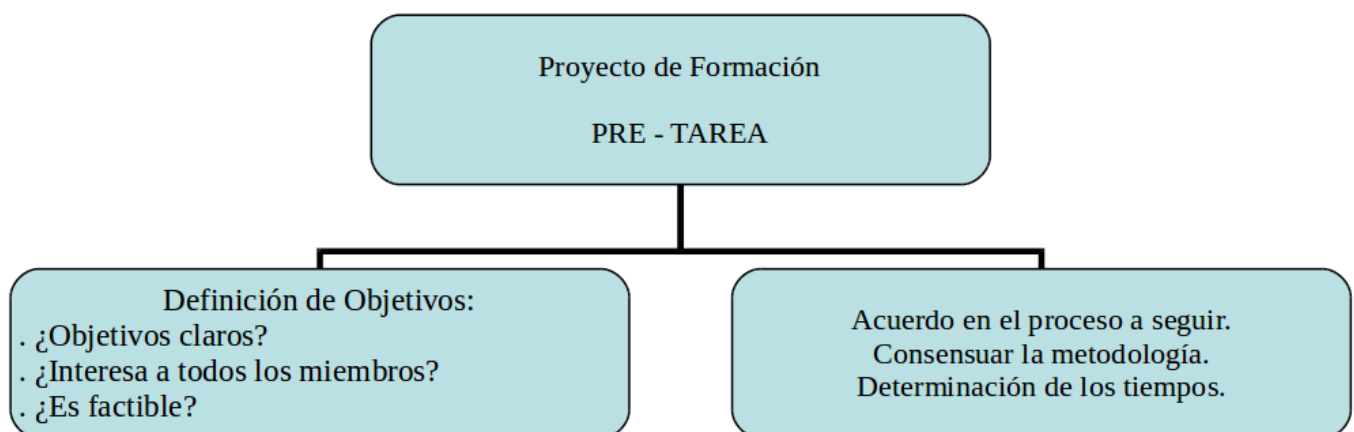 Proyecto de Formación
PRE - TAREA
Definición de Objetivos:
. ¿Objetivos claros?
. ¿Interesa a todos los miembros?
. ¿Es factible?
Acuerdo en el proceso a seguir.
Consensuar la metodología.
Determinación de los tiempos.